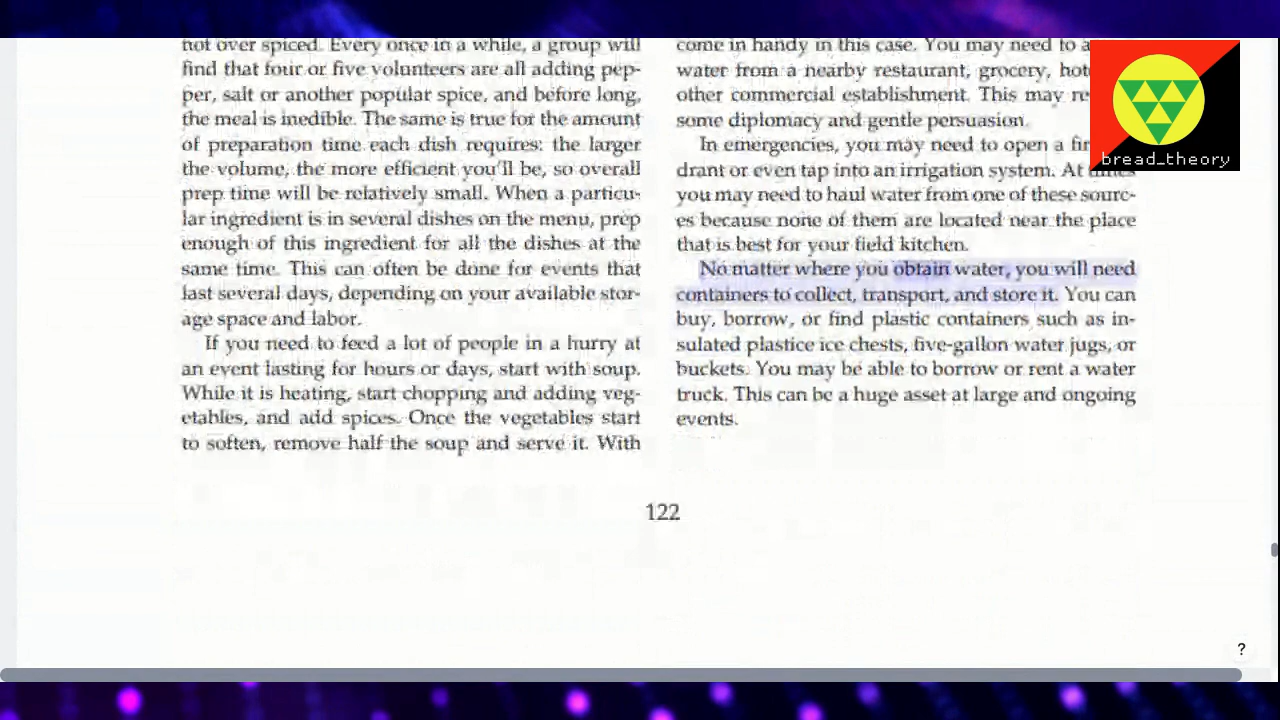 not over spiced. Every once in a while, a group will
find that four or five volunteers are all adding pep-
per, salt or another popular spice, and before long,
the meal is inedible. The same is true for the amount
of preparation time each dish requires: the larger
the volume, the more efficient you'll be, so overall
prep time will be relatively small. When a particu-
lar ingredient is in several dishes on the menu, prep
enough of this ingredient for all the dishes at the
same time. This can often be done for events that
last several days, depending on your available stor-
age space and labor.
If you need to feed a lot of people in a hurry at
an event lasting for hours or days, start with soup.
While it is heating, start chopping and adding veg-
etables, and add spices. Once the vegetables start
to soften, remove half the soup and serve it. With
come in handy in this case. You may need to
water from a nearby restaurant, grocery,
other commercial establishment. This may
some diplomacy and gentle persuasion.
In emergencies, you may need to open a
drant or even tap into an irrigation system. At times
you may need to haul water from one of these sourc-
es because none of them are located near the place
that is best for your field kitchen.
No matter where you obtain water, you will need
containers to collect, transport, and store it. You can
buy, borrow, or find plastic containers such as in-
sulated plastice ice chests, five-gallon water jugs, or
buckets. You may be able to borrow or rent a water
truck. This can be a huge asset at large and ongoing
events.
122
bread_theory
?